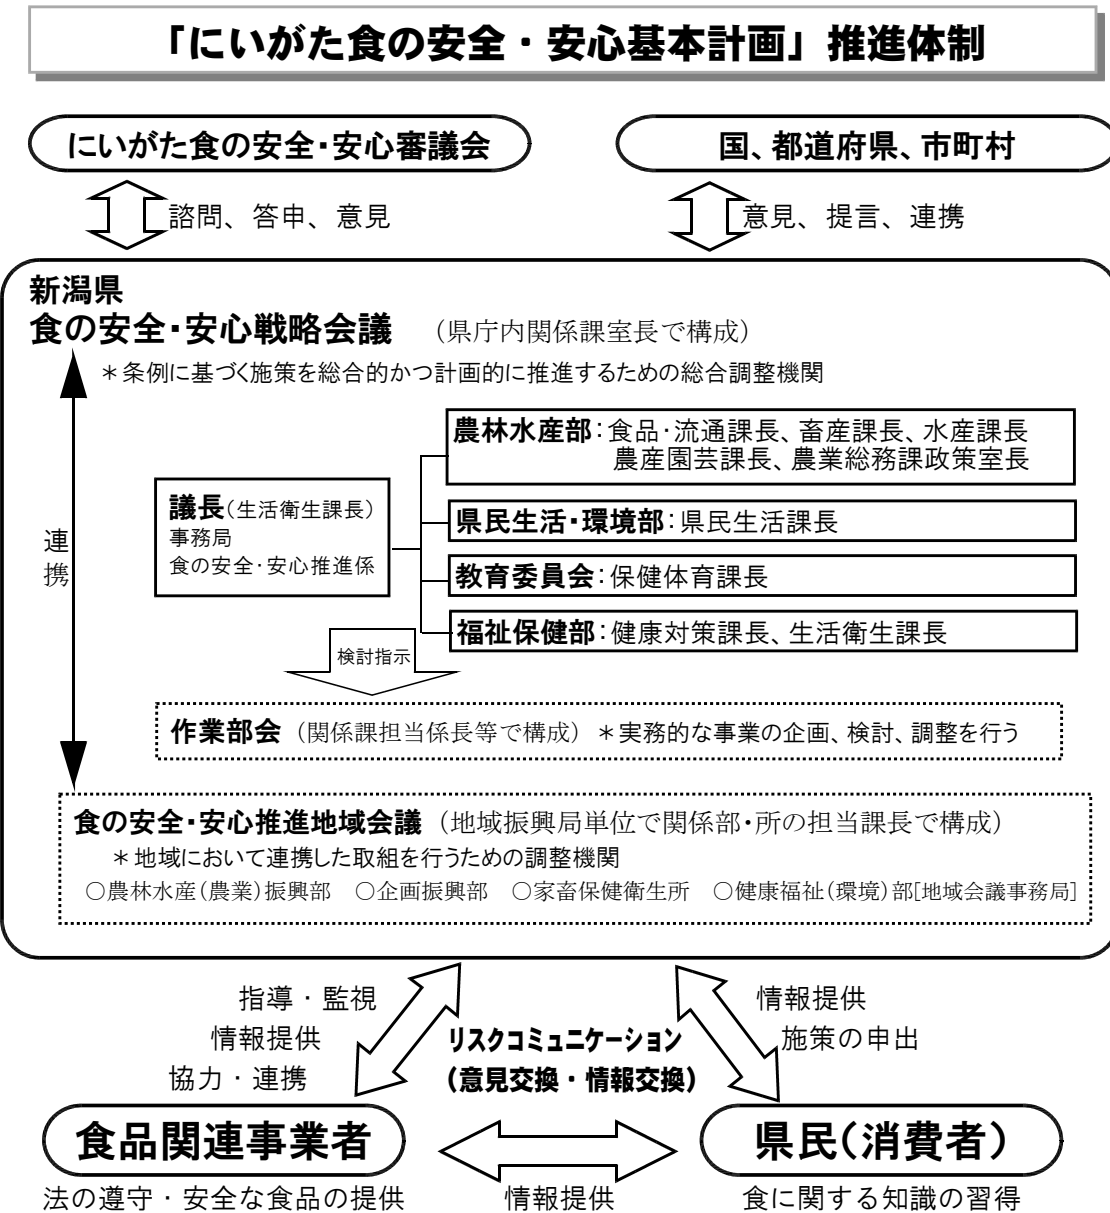 「にいがた食の安全・安心基本計画」推進体制
にいがた食の安全・安心審議会
国、都道府県、市町村
諮問、答申、意見
意見、提言、連携
新潟県
食の安全・安心戦略会議　（県庁内関係課室長で構成）
＊条例に基づく施策を総合的かつ計画的に推進するための総合調整機関
農林水産部：食品・流通課長、畜産課長、水産課長
農産園芸課長、農業総務課政策室長
議長（生活衛生課長）
事務局
食の安全・安心推進係
県民生活・環境部：県民生活課長
教育委員会：保健体育課長
福祉保健部：健康対策課長、生活衛生課長
連携
検討指示
作業部会（関係課担当係長等で構成）＊実務的な事業の企画、検討、調整を行う
食の安全・安心推進地域会議（地域振興局単位で関係部・所の担当課長で構成）
＊地域において連携した取組を行うための調整機関
○農林水産（農業）振興部　○企画振興部　○家畜保健衛生所　○健康福祉（環境）部[地域会議事務局]
指導・監視
情報提供
協力・連携
リスクコミュニケーション
（意見交換・情報交換）
情報提供
施策の申出
食品関連事業者
県民（消費者）
法の遵守・安全な食品の提供
情報提供
食に関する知識の習得